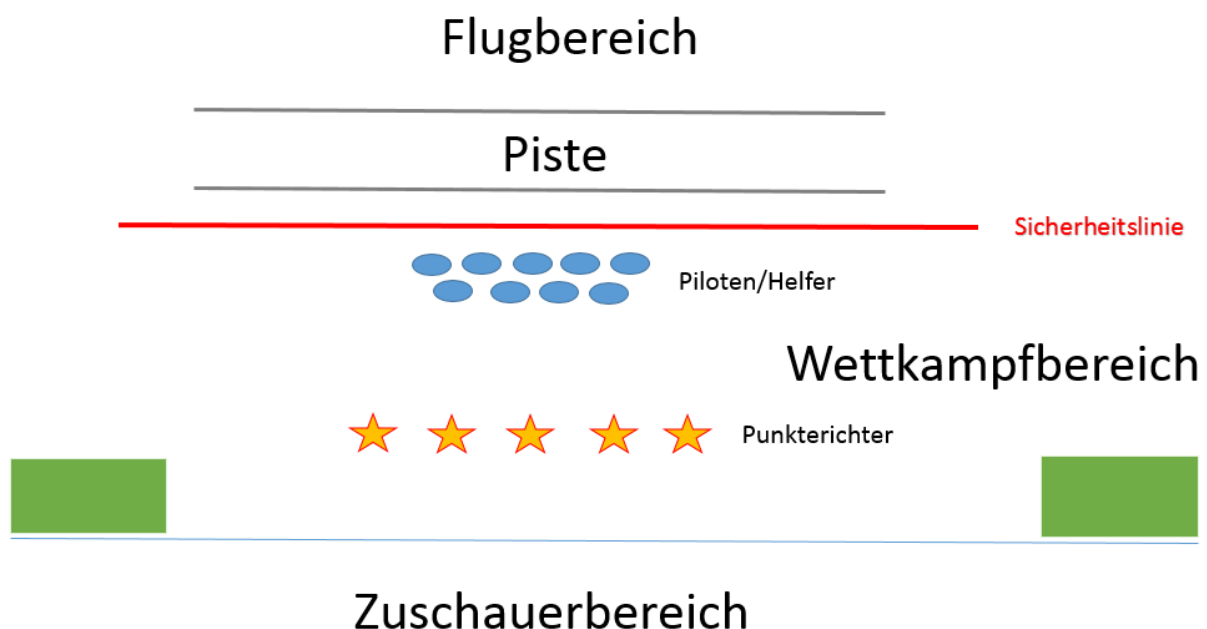 Flugbereich
Piste
Sicherheitslinie
Piloten/Helfer
Wettkampfbereich
Punkterichter
Zuschauerbereich